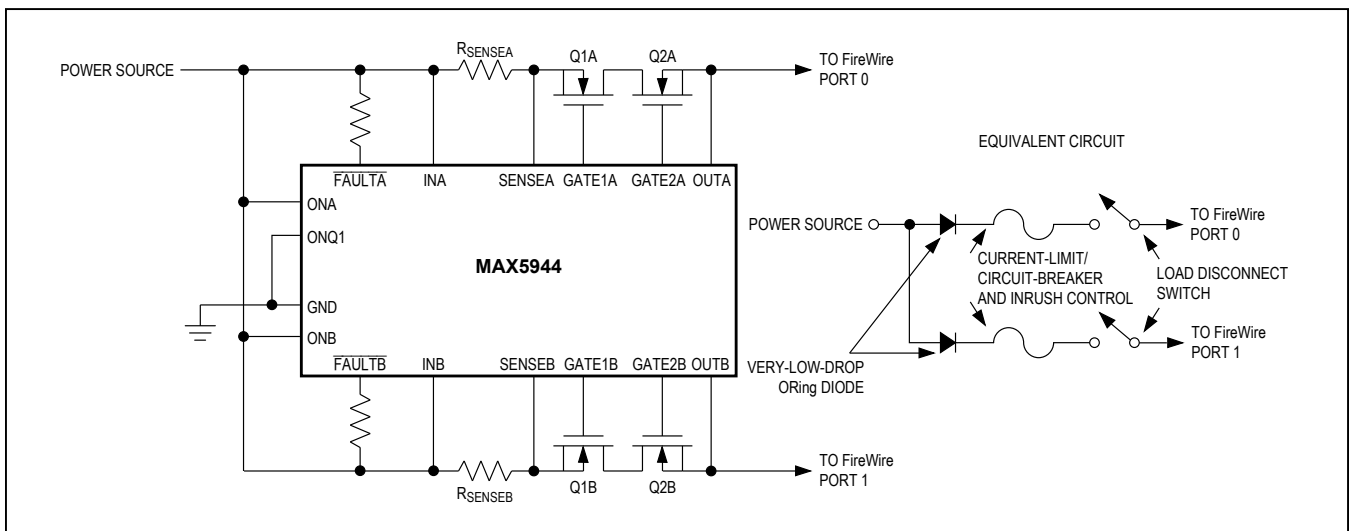 RSENSEA
Q1A
Q2A
TO FireWire
PORT 0
POWER SOURCE
FAULTA
INA
SENSEA
GATE1A
GATE2A
OUTA
ONA
ONQ1
MAX5944
GND
ONB
FAULTB
INB
SENSEB
GATE1B
GATE2B
OUTB
RSENSEB
Q1B
Q2B
TO FireWire
PORT 1
EQUIVALENT CIRCUIT
POWER SOURCE
TO FireWire
PORT 0
CURRENT-LIMIT/
CIRCUIT-BREAKER
AND INRUSH CONTROL
LOAD DISCONNECT
SWITCH
TO FireWire
PORT 1
VERY-LOW-DROP
ORing DIODE